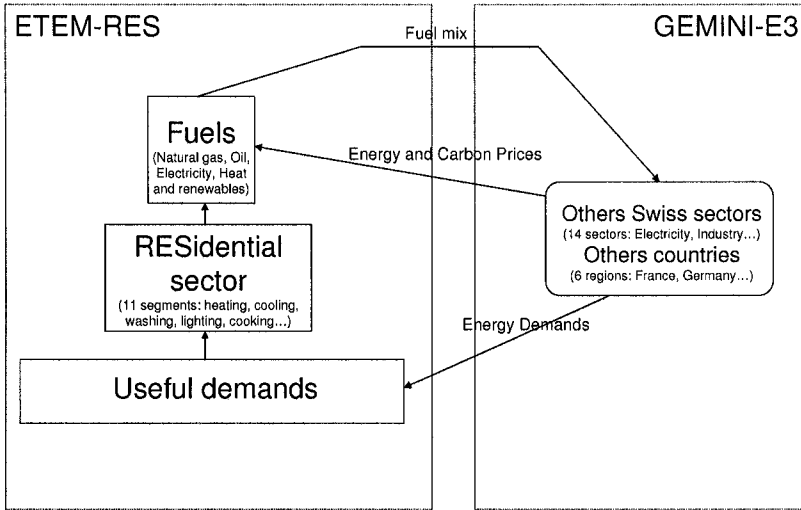 ETEM-RES
GEMINI-E3
Fuel mix
Fuels
(Natural gas, Oil,
Electricity, Heat
and renewables)
Energy and Carbon Prices
Others Swiss sectors
(14 sectors: Electricity, Industry...)
Others countries
(6 regions: France, Germany...)
RESidential
sector
(11 segments: heating, cooling,
washing, lighting, cooking...)
Energy Demands
Useful demands